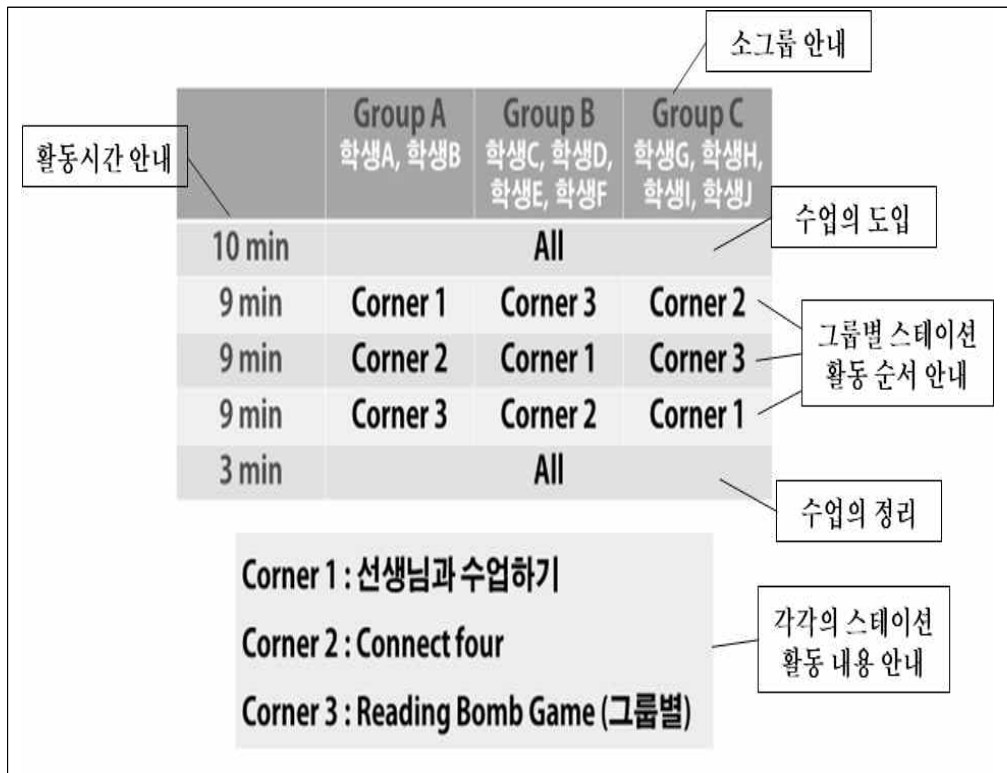 소그룹 안내
활동시간 안내
Group A Group B Group C
학생A, 학생B 학생C, 학생D, 학생G, 학생H,
학생E, 학생F 학생I, 학생J
수업의 도입
10 min All
9 min Corner 1 Corner 3 Corner 2
9 min Corner 2 Corner 1 Corner 3
9 min Corner 3 Corner 2 Corner 1
그룹별 스테이션
활동 순서 안내
3 min All
수업의 정리
Corner 1 : 선생님과 수업하기
Corner 2 : Connect four
Corner 3 : Reading Bomb Game (그룹별)
각각의 스테이션
활동 내용 안내